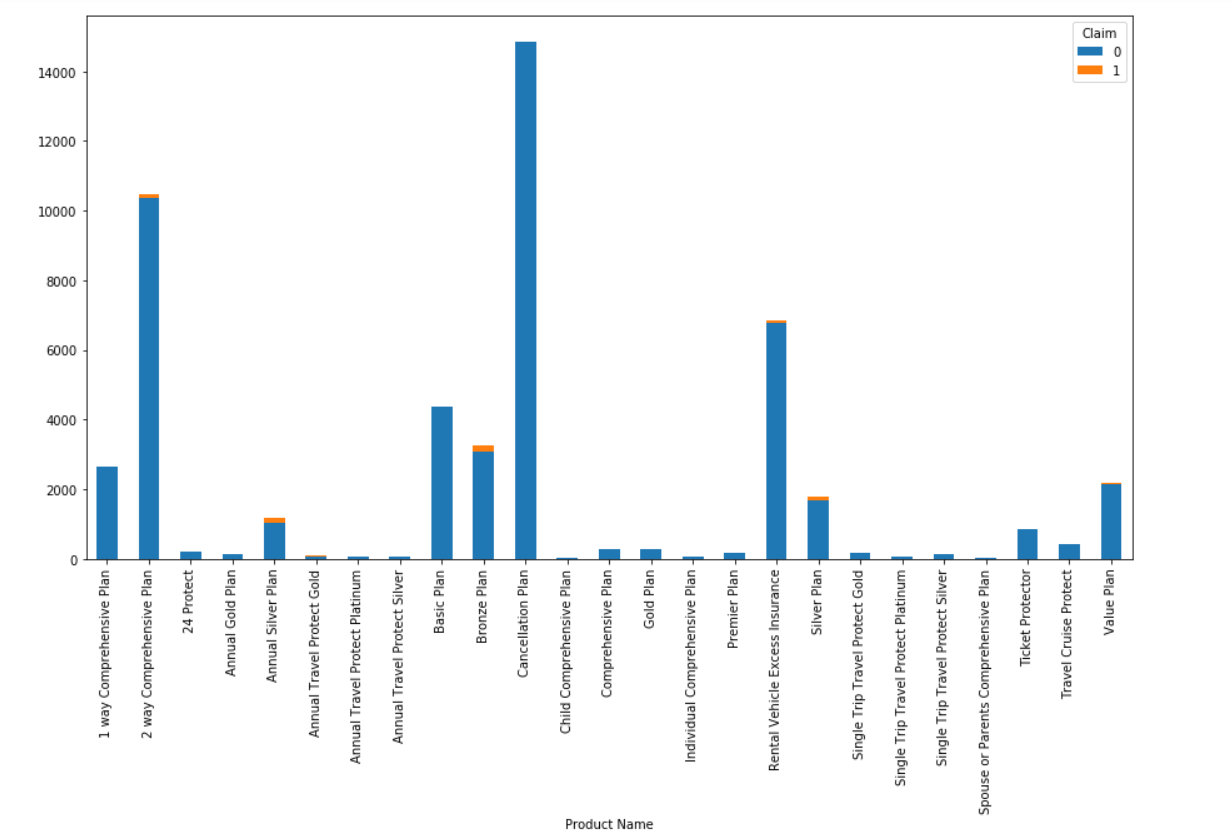 Claim
0
1
14000
12000
10000
8000
6000
4000
2000
0
1 way Comprehensive Plan
2 way Comprehensive Plan
24 Protect
Annual Gold Plan
Annual Silver Plan
Annual Travel Protect Gold
Annual Travel Protect Platinum
Annual Travel Protect Silver
Basic Plan
Bronze Plan
Cancellation Plan
Child Comprehensive Plan
Comprehensive Plan
Gold Plan
Individual Comprehensive Plan
Premier Plan
Rental Vehicle Excess Insurance
Silver Plan
Single Trip Travel Protect Gold
Single Trip Travel Protect Platinum
Single Trip Travel Protect Silver
Spouse or Parents Comprehensive Plan
Ticket Protector
Travel Cruise Protect
Value Plan
Product Name